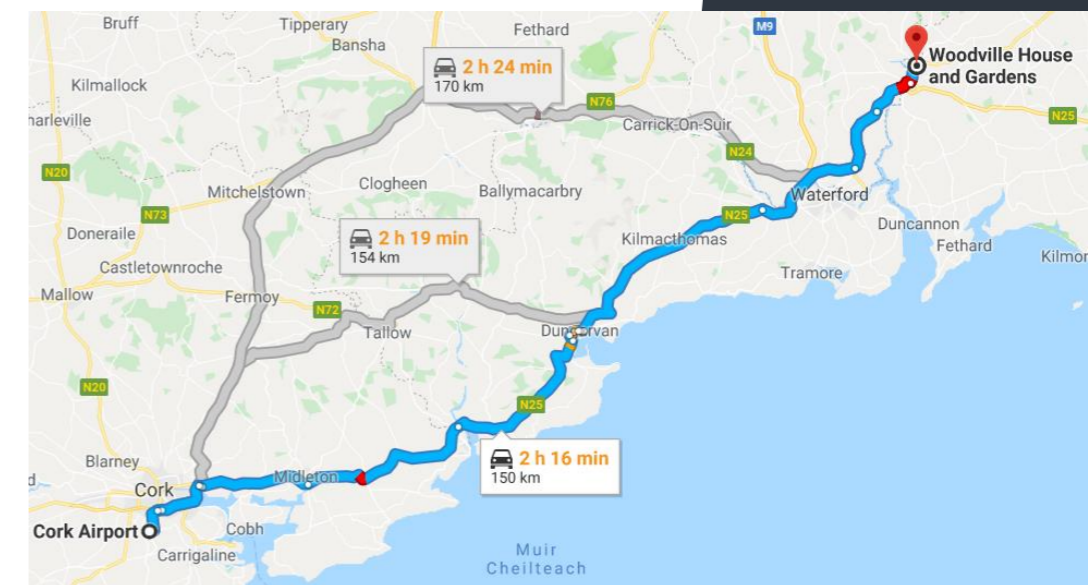 Bruff
Tipperary
Fethard
M9
Bansha
2 h 24 min
170 km
Woodville House
and Gardens
Kilmallock
N76
harleville
Carrick-On-Suir
N25
N24
N20
Mitchelstown
Clogheen
Ballymacarbry
Waterford
N73
N25
Doneraile
2 h 19 min
154 km
Kilmacthomas
Duncannon
Fethard
Castletownroche
Tramore
Kilmor
Mallow
Fermoy
N72
Tallow
Dungarvan
N20
N25
Blarney
2 h 16 min
150 km
d
Midleton
Cork
Cork Airport
Cobh
Carrigaline
Muir
Cheilteach